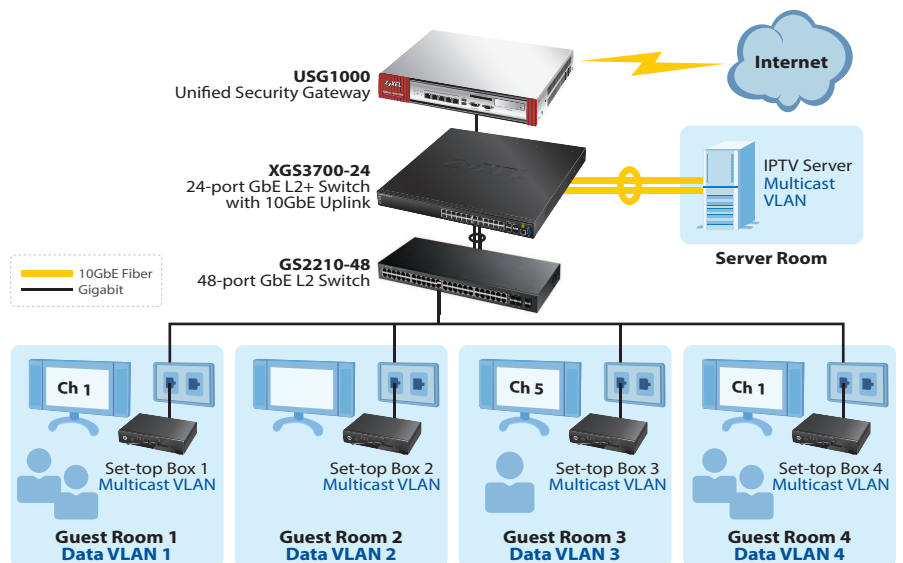 Internet
USG1000
Unified Security Gateway
ZyXEL
XGS3700-24
24-port GbE L2+ Switch
with 10GbE Uplink
ZyXEL
IPTV Server
Multicast
VLAN
Server Room
GS2210-48
48-port GbE L2 Switch
10GbE Fiber
Gigabit
Ch 1
Set-top Box 1
Multicast VLAN
Guest Room 1
Data VLAN 1
Set-top Box 2
Multicast VLAN
Guest Room 2
Data VLAN 2
Ch 5
Set-top Box 3
Multicast VLAN
Guest Room 3
Data VLAN 3
Ch 1
Set-top Box 4
Multicast VLAN
Guest Room 4
Data VLAN 4